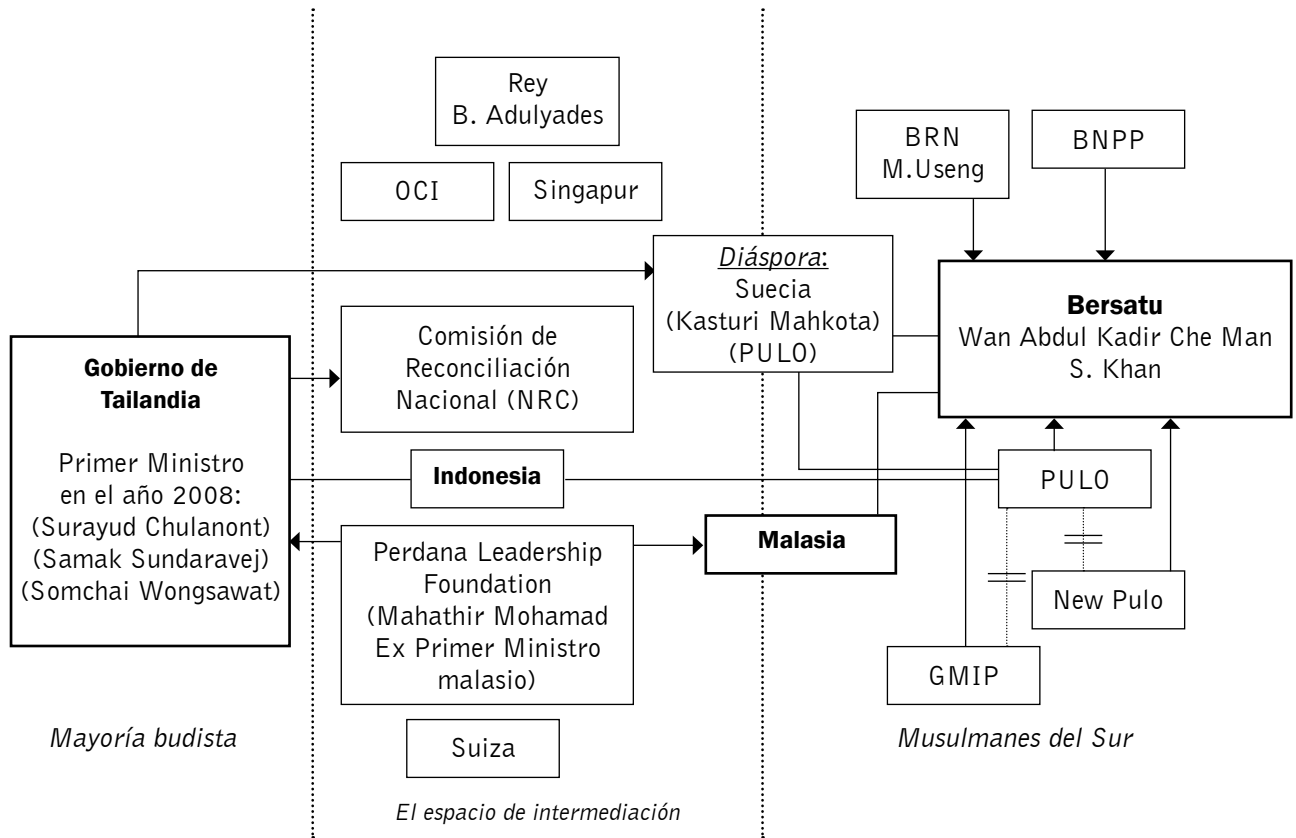 Rey
B. Adulyades
OCI
Singapur
BRN
M.Useng
BNPP
Diáspora:
Suecia
(Kasturi Mahkota)
(PULO)
Bersatu
Wan Abdul Kadir Che Man
S. Khan
Gobierno de
Tailandia
Primer Ministro
en el año 2008:
(Surayud Chulanont)
(Samak Sundaravej)
(Somchai Wongsawat)
Comisión de
Reconciliación
Nacional (NRC)
Indonesia
PULO
Perdana Leadership
Foundation
(Mahathir Mohamad
Ex Primer Ministro
malasio)
Malasia
New Pulo
GMIP
Suiza
Mayoría budista
El espacio de intermediación
Musulmanes del Sur